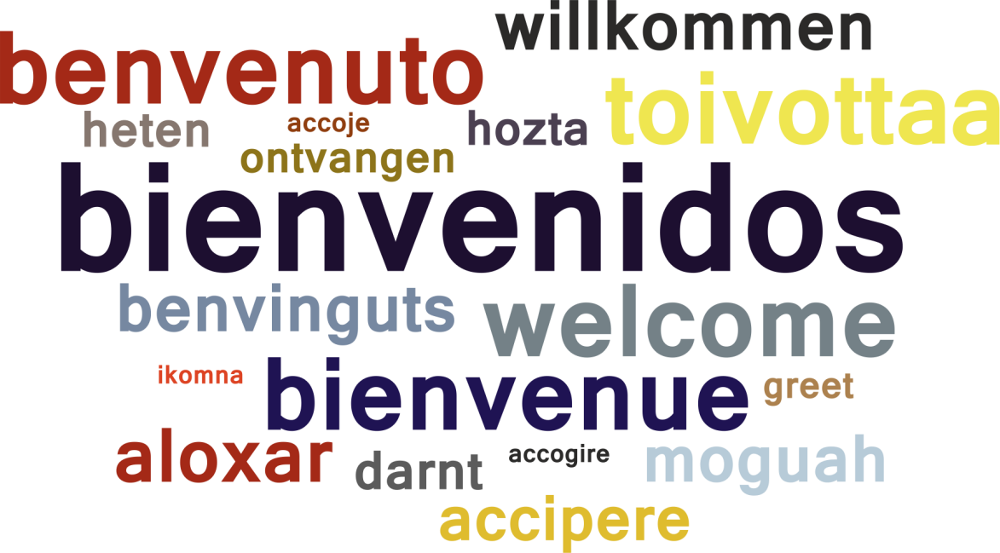 willkommen
benvenuto
toivottaa
heten
accoje
hozta
ontvangen
bienvenidos
benvinguts
welcome
ikomna
bienvenue
greet
aloxar
darnt
accogire
moguah
accipere